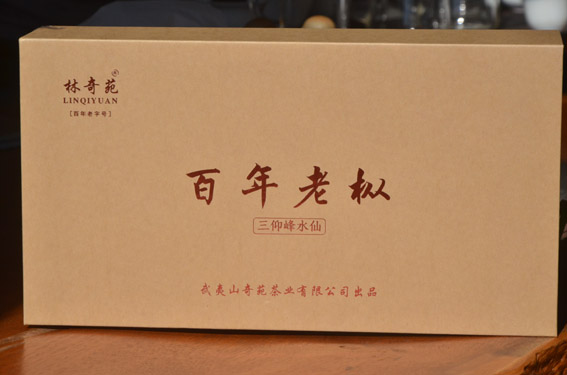 林奇苑®
LINQIYUAN
[百年老字号]
百年老枞
三仰峰水仙
武夷山奇苑茶业有限公司出品